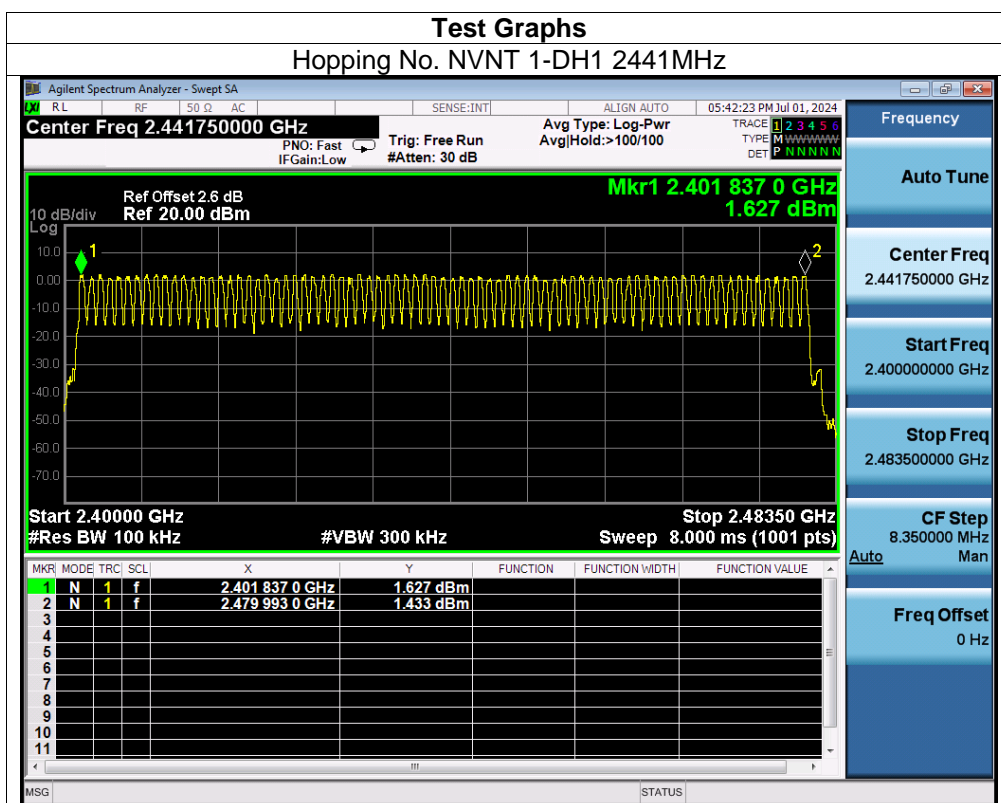 Test Graphs
Hopping No. NVNT 1-DH1 2441MHz
Agilent Spectrum Analyzer - Swept SA
LXI RL RF 50 Ω AC SENSE:INT ALIGN AUTO 05:42:23 PM Jul 01, 2024
Center Freq 2.441750000 GHz
PNO: Fast
IFGain:Low
Trig: Free Run
#Atten: 30 dB
Avg Type: Log-Pwr
Avg|Hold:>100/100
TRACE 1 2 3 4 5 6
TYPE M WWWWW
DET P N N N N N
Frequency
Auto Tune
Center Freq
2.441750000 GHz
Start Freq
2.400000000 GHz
Stop Freq
2.483500000 GHz
CF Step
8.350000 MHz
Auto Man
Freq Offset
0 Hz
Mkr1 2.401 837 0 GHz
1.627 dBm
Ref Offset 2.6 dB
10 dB/div Ref 20.00 dBm
Log
10.0
0.00
-10.0
-20.0
-30.0
-40.0
-50.0
-60.0
-70.0
1
2
Start 2.40000 GHz Stop 2.48350 GHz
#Res BW 100 kHz #VBW 300 kHz Sweep 8.000 ms (1001 pts)
MKR MODE TRC SCL X Y FUNCTION FUNCTION WIDTH FUNCTION VALUE
1 N 1 f 2.401 837 0 GHz 1.627 dBm
2 N 1 f 2.479 993 0 GHz 1.433 dBm
3
4
5
6
7
8
9
10
11
MSG STATUS